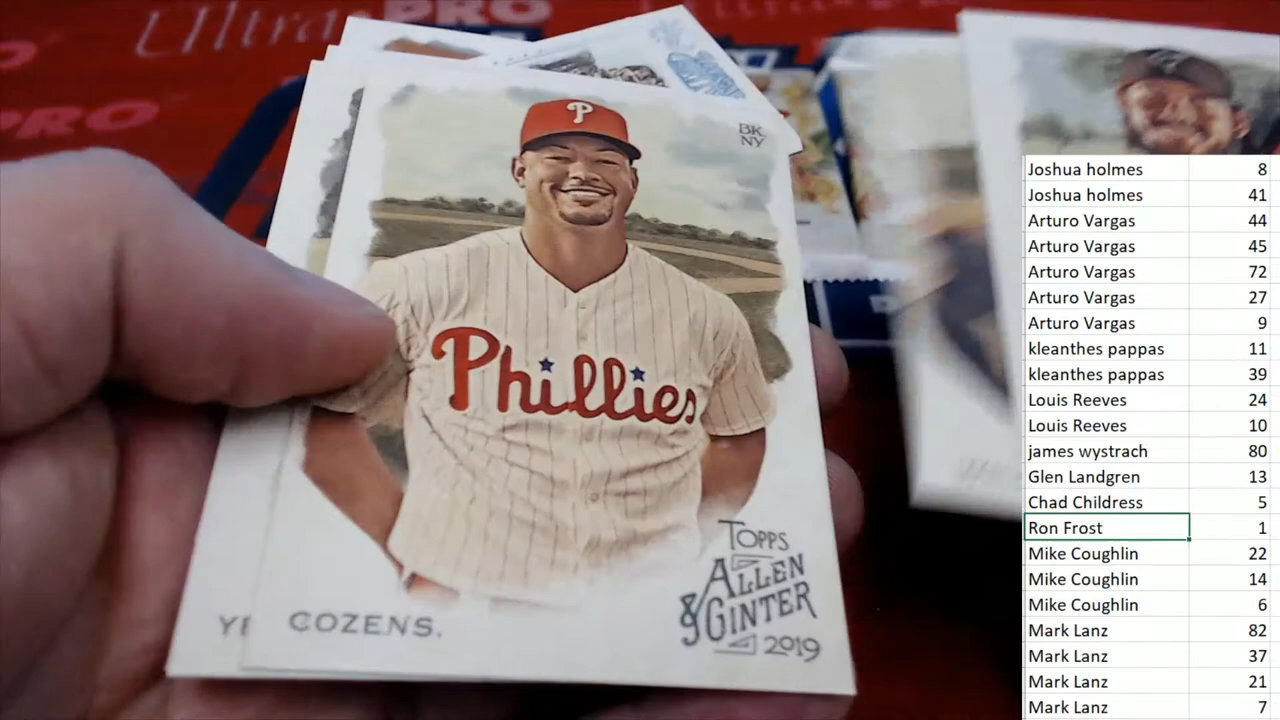 Ultra PRO
PRO
P
BK.
NY
Phillies
TOPPS
ALLEN
& GINTER
2019
COZENS.
Joshua holmes 8
Joshua holmes 41
Arturo Vargas 44
Arturo Vargas 45
Arturo Vargas 72
Arturo Vargas 27
Arturo Vargas 9
kleanthes pappas 11
kleanthes pappas 39
Louis Reeves 24
Louis Reeves 10
james wystrach 80
Glen Landgren 13
Chad Childress 5
Ron Frost 1
Mike Coughlin 22
Mike Coughlin 14
Mike Coughlin 6
Mark Lanz 82
Mark Lanz 37
Mark Lanz 21
Mark Lanz 7